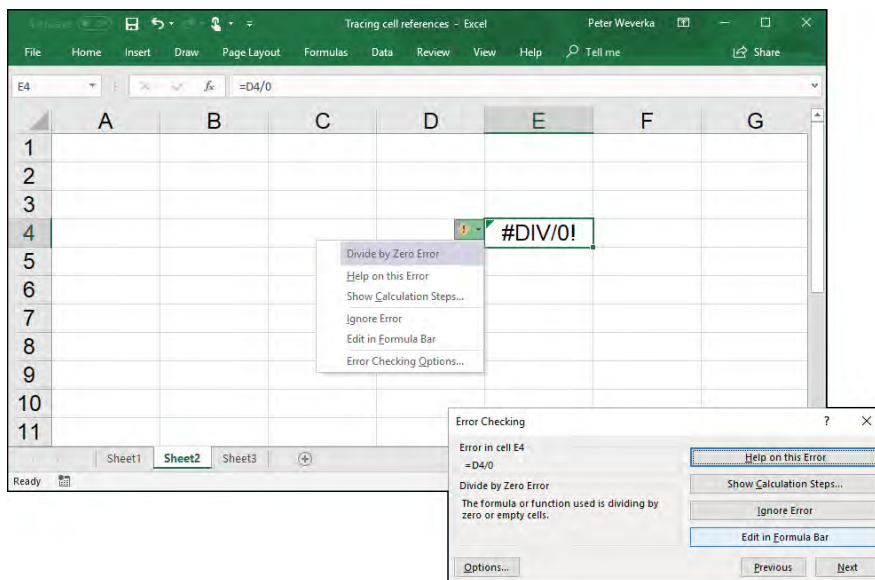 Tracing cell references - Excel Peter Weverka
File Home Insert Draw Page Layout Formulas Data Review View Help Tell me Share
E4 fx =D4/0
A B C D E F G
1
2
3
4 #DIV/0!
5
6
7
8
9
10
11
Divide by Zero Error
Help on this Error
Show Calculation Steps...
Ignore Error
Edit in Formula Bar
Error Checking Options...
Sheet1 Sheet2 Sheet3
Ready
Error Checking ? ×
Error in cell E4
=D4/0
Divide by Zero Error
The formula or function used is dividing by
zero or empty cells.
Help on this Error
Show Calculation Steps...
Ignore Error
Edit in Formula Bar
Options... Previous Next